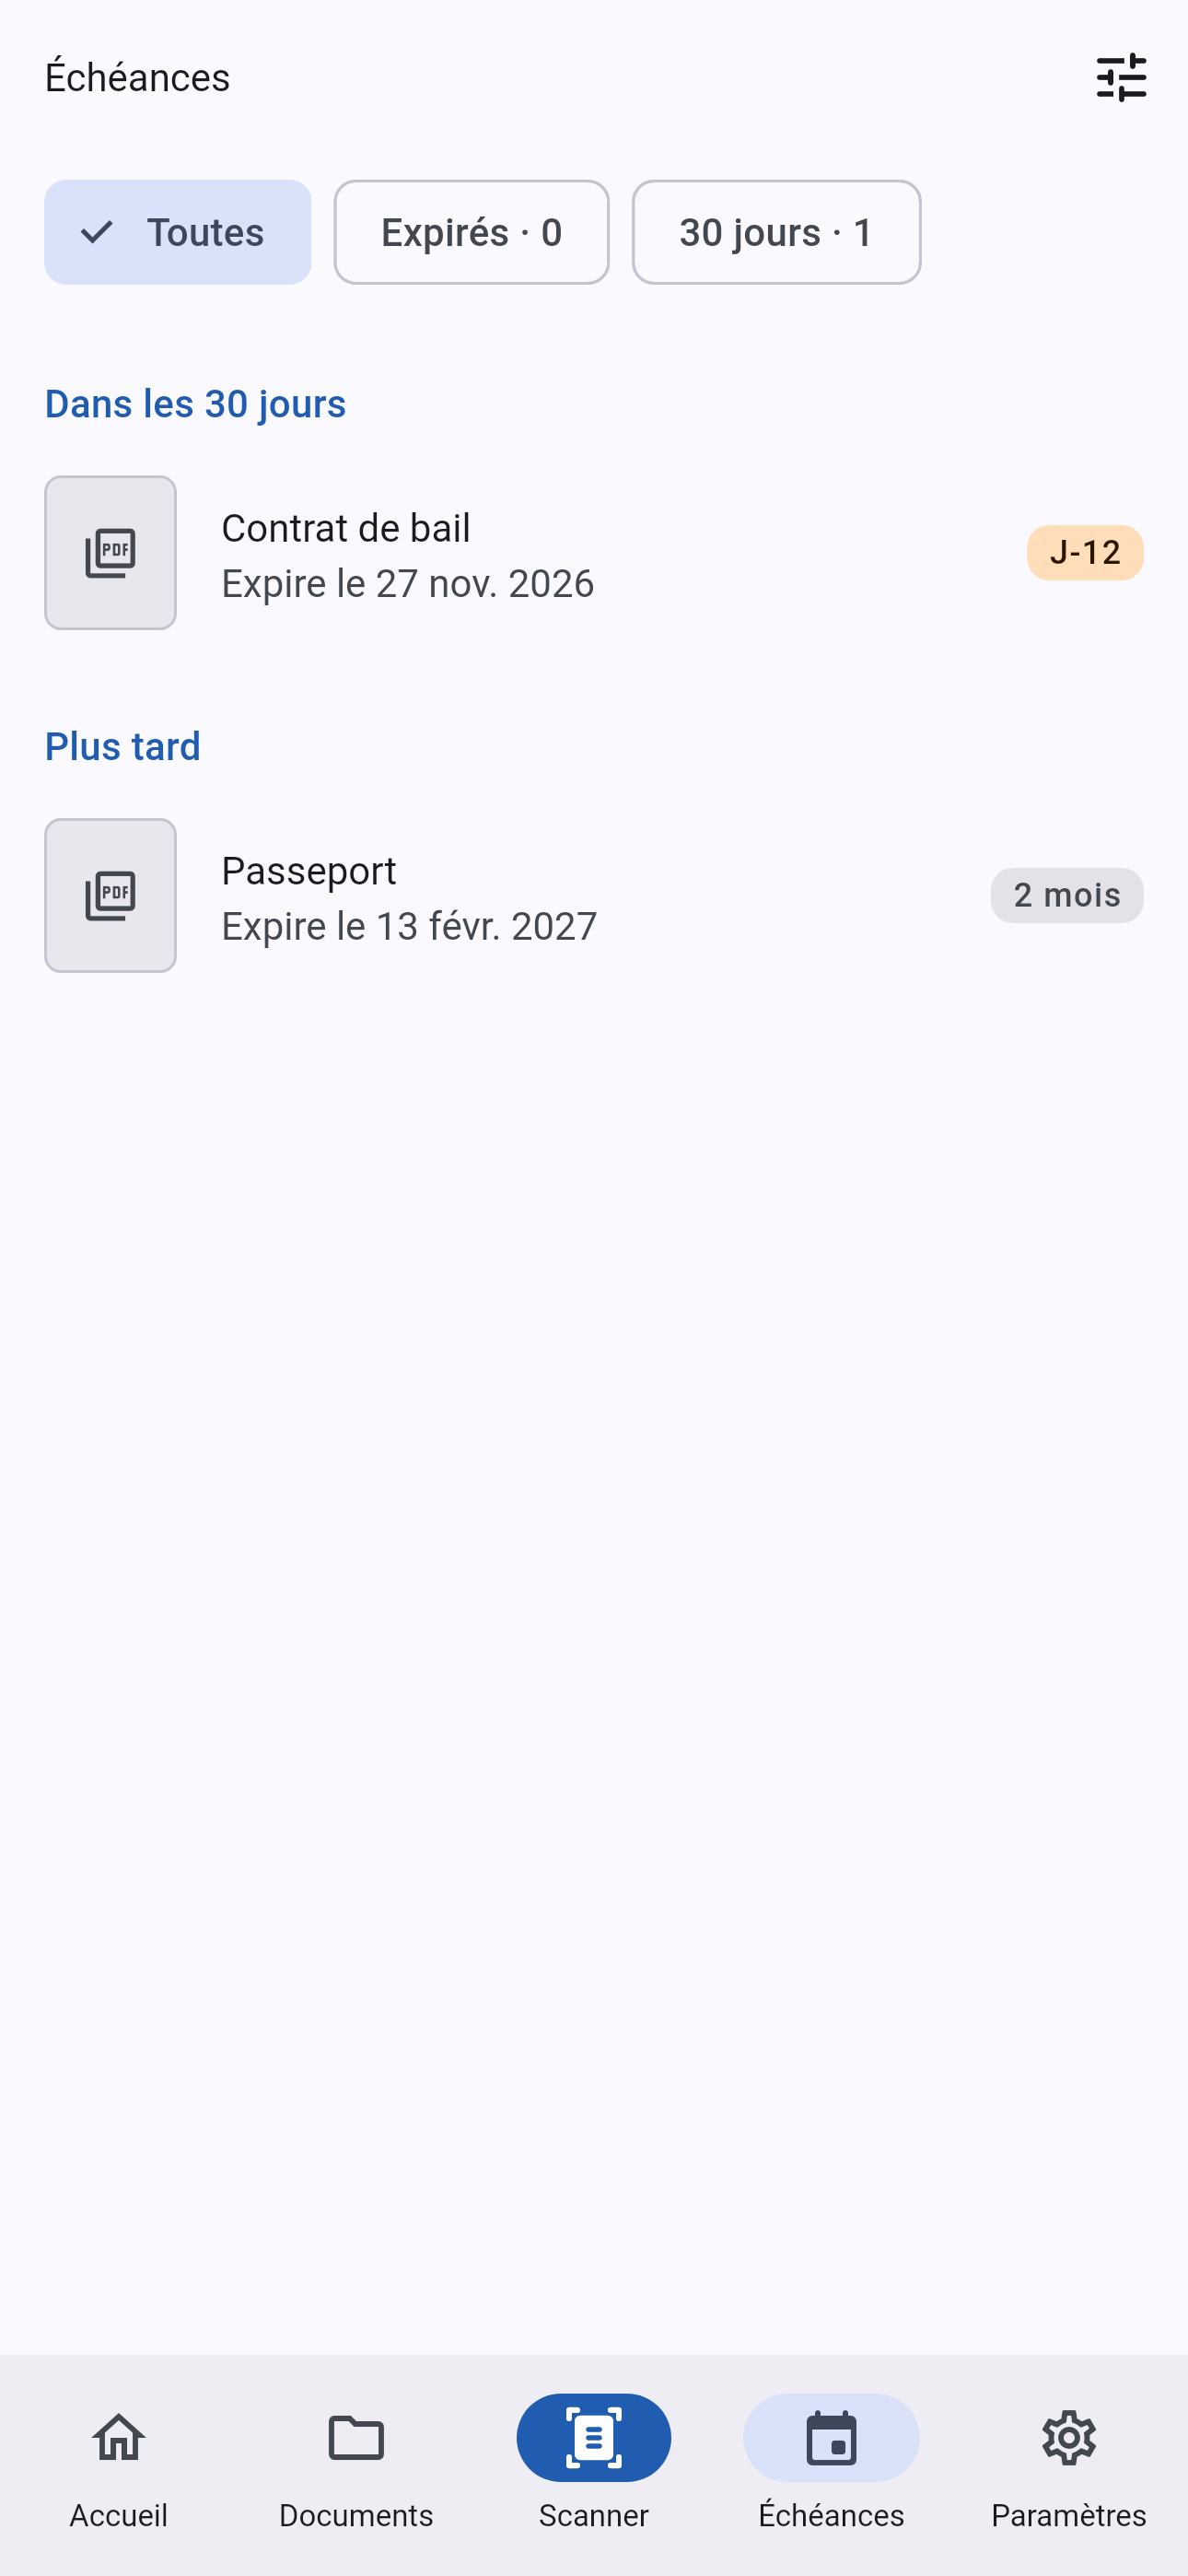 Échéances
Toutes
Expirés · 0
30 jours · 1
Dans les 30 jours
PDF
Contrat de bail
Expire le 27 nov. 2026
J-12
Plus tard
PDF
Passeport
Expire le 13 févr. 2027
2 mois
Accueil
Documents
Scanner
Échéances
Paramètres